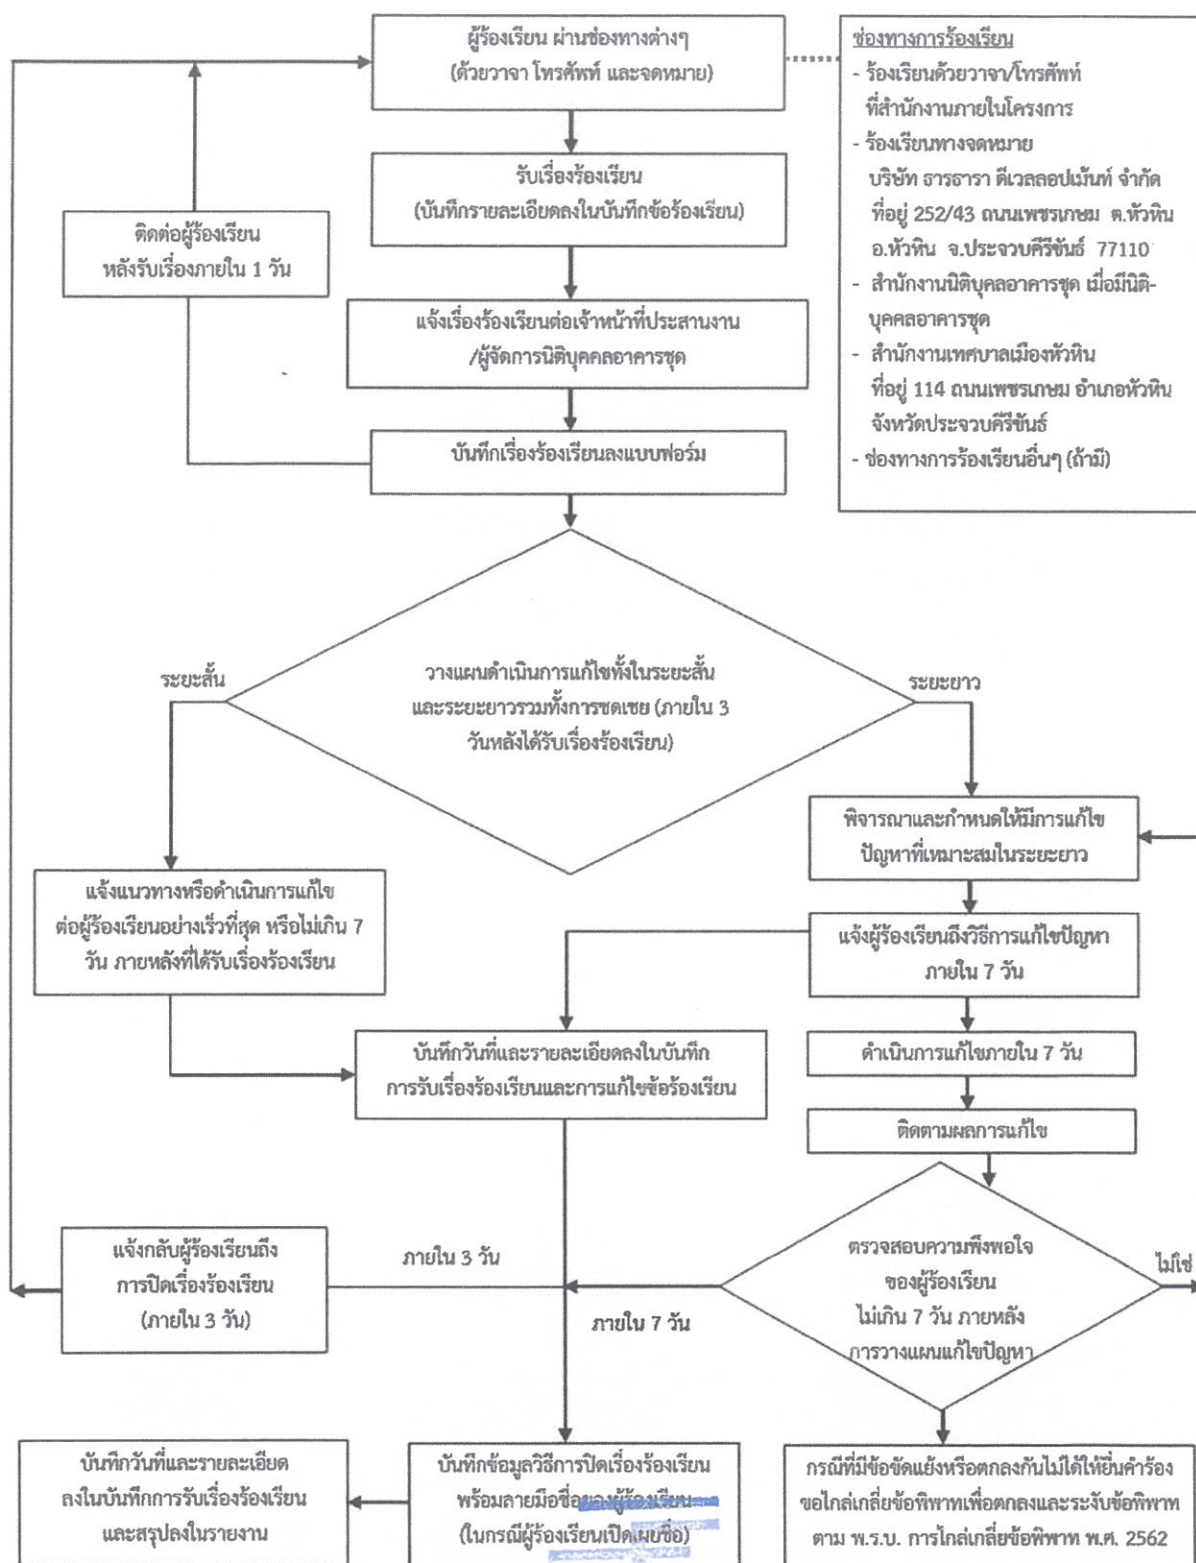 ผู้ร้องเรียน ผ่านช่องทางต่างๆ
(ด้วยวาจา โทรศัพท์ และจดหมาย)
ช่องทางการร้องเรียน
- ร้องเรียนด้วยวาจา/โทรศัพท์
ที่สำนักงานภายในโครงการ
- ร้องเรียนทางจดหมาย
บริษัท ธารธารา ดีเวลลอปเม้นท์ จำกัด
ที่อยู่ 252/43 ถนนเพชรเกษม ต.หัวหิน
อ.หัวหิน จ.ประจวบคีรีขันธ์ 77110
- สำนักงานนิติบุคลอาคารชุด เมื่อมีนิติ-
บุคคลอาคารชุด
- สำนักงานเทศบาลเมืองหัวหิน
ที่อยู่ 114 ถนนเพชรเกษม อำเภอหัวหิน
จังหวัดประจวบคีรีขันธ์
- ช่องทางการร้องเรียนอื่นๆ (ถ้ามี)
รับเรื่องร้องเรียน
(บันทึกรายละเอียดลงในบันทึกข้อร้องเรียน)
ติดต่อผู้ร้องเรียน
หลังรับเรื่องภายใน 1 วัน
แจ้งเรื่องร้องเรียนต่อเจ้าหน้าที่ประสานงาน
/ผู้จัดการนิติบุคคลอาคารชุด
บันทึกเรื่องร้องเรียนลงแบบฟอร์ม
วางแผนดำเนินการแก้ไขทั้งในระยะสั้น
และระยะยาวรวมทั้งการชดเชย (ภายใน 3
วันหลังได้รับเรื่องร้องเรียน)
ระยะสั้น
ระยะยาว
พิจารณาและกำหนดให้มีการแก้ไข
ปัญหาที่เหมาะสมในระยะยาว
แจ้งแนวทางหรือดำเนินการแก้ไข
ต่อผู้ร้องเรียนอย่างเร็วที่สุด หรือไม่เกิน 7
วัน ภายหลังที่ได้รับเรื่องร้องเรียน
แจ้งผู้ร้องเรียนถึงวิธีการแก้ไขปัญหา
ภายใน 7 วัน
บันทึกวันที่และรายละเอียดลงในบันทึก
การรับเรื่องร้องเรียนและการแก้ไขข้อร้องเรียน
ดำเนินการแก้ไขภายใน 7 วัน
ติดตามผลการแก้ไข
ตรวจสอบความพึงพอใจ
ของผู้ร้องเรียน
ไม่เกิน 7 วัน ภายหลัง
การวางแผนแก้ไขปัญหา
ไม่ใช่
แจ้งกลับผู้ร้องเรียนถึง
การปิดเรื่องร้องเรียน
(ภายใน 3 วัน)
ภายใน 3 วัน
ภายใน 7 วัน
บันทึกวันที่และรายละเอียด
ลงในบันทึกการรับเรื่องร้องเรียน
และสรุปลงในรายงาน
บันทึกข้อมูลวิธีการปิดเรื่องร้องเรียน
พร้อมลายมือชื่อของผู้ร้องเรียน
(ในกรณีผู้ร้องเรียนเปิดเผยชื่อ)
กรณีที่มีข้อขัดแย้งหรือตกลงกันไม่ได้ให้ยื่นคำร้อง
ขอไกล่เกลี่ยข้อพิพาทเพื่อตกลงและระงับข้อพิพาท
ตาม พ.ร.บ. การไกล่เกลี่ยข้อพิพาท พ.ศ. 2562